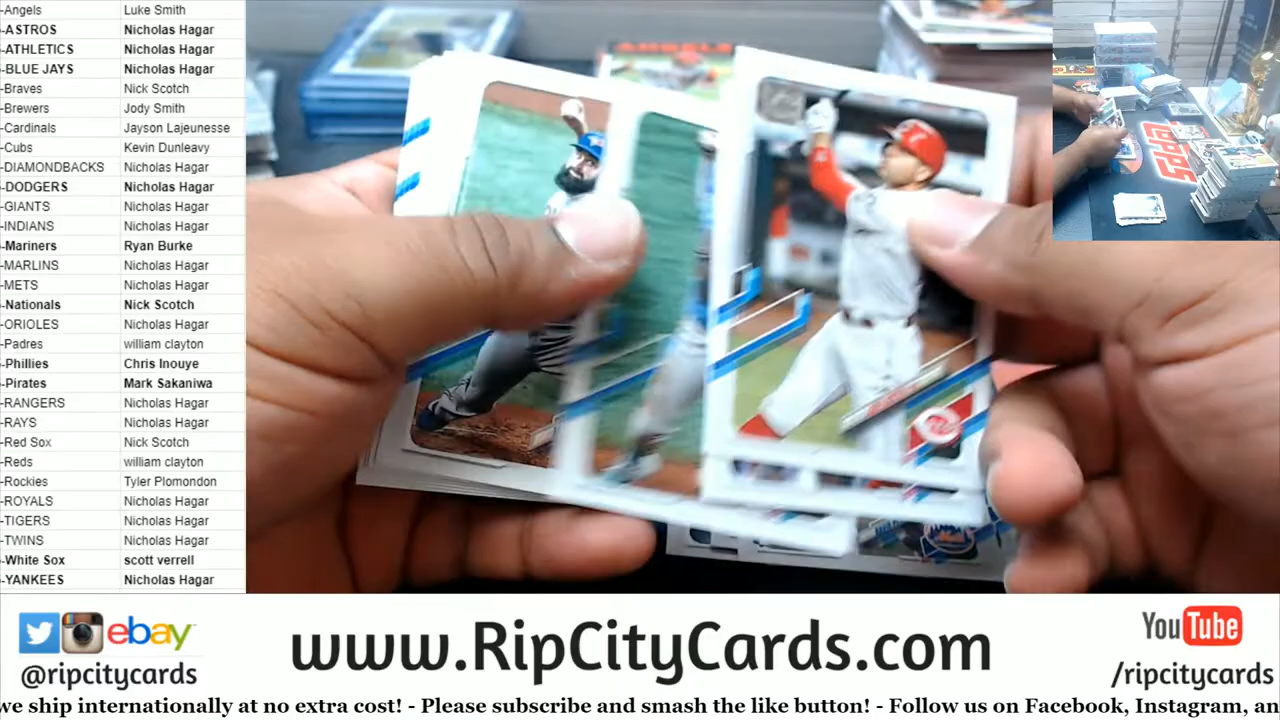 -Angels Luke Smith
-ASTROS Nicholas Hagar
-ATHLETICS Nicholas Hagar
-BLUE JAYS Nicholas Hagar
-Braves Nick Scotch
-Brewers Jody Smith
-Cardinals Jayson Lajeunesse
-Cubs Kevin Dunleavy
-DIAMONDBACKS Nicholas Hagar
-DODGERS Nicholas Hagar
-GIANTS Nicholas Hagar
-INDIANS Nicholas Hagar
-Mariners Ryan Burke
-MARLINS Nicholas Hagar
-METS Nicholas Hagar
-Nationals Nick Scotch
-ORIOLES Nicholas Hagar
-Padres william clayton
-Phillies Chris Inouye
-Pirates Mark Sakaniwa
-RANGERS Nicholas Hagar
-RAYS Nicholas Hagar
-Red Sox Nick Scotch
-Reds william clayton
-Rockies Tyler Plomondon
-ROYALS Nicholas Hagar
-TIGERS Nicholas Hagar
-TWINS Nicholas Hagar
-White Sox scott verrell
-YANKEES Nicholas Hagar
ANGELS
TOPPS
ebay
@ripcitycards
www.RipCityCards.com
YouTube
/ripcitycards
we ship internationally at no extra cost! - Please subscribe and smash the like button! - Follow us on Facebook, Instagram, an